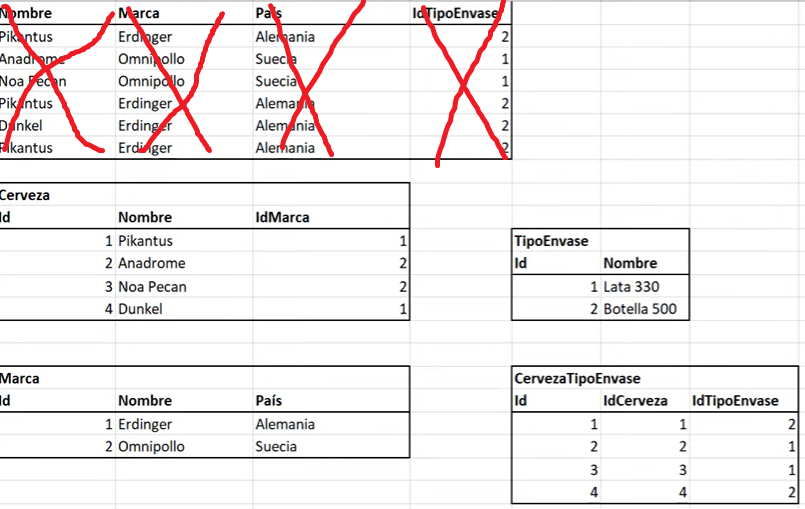 Nombre Marca País IdTipoEnvase
Pikantus Erdinger Alemania 2
Anadrome Omnipollo Suecia 1
Noa Pecan Omnipollo Suecia 1
Pikantus Erdinger Alemania 2
Dunkel Erdinger Alemania 2
Pikantus Erdinger Alemania 2
Cerveza
Id Nombre IdMarca
1 Pikantus 1
2 Anadrome 2
3 Noa Pecan 2
4 Dunkel 1
TipoEnvase
Id Nombre
1 Lata 330
2 Botella 500
Marca
Id Nombre País
1 Erdinger Alemania
2 Omnipollo Suecia
CervezaTipoEnvase
Id IdCerveza IdTipoEnvase
1 1 2
2 2 1
3 3 1
4 4 2